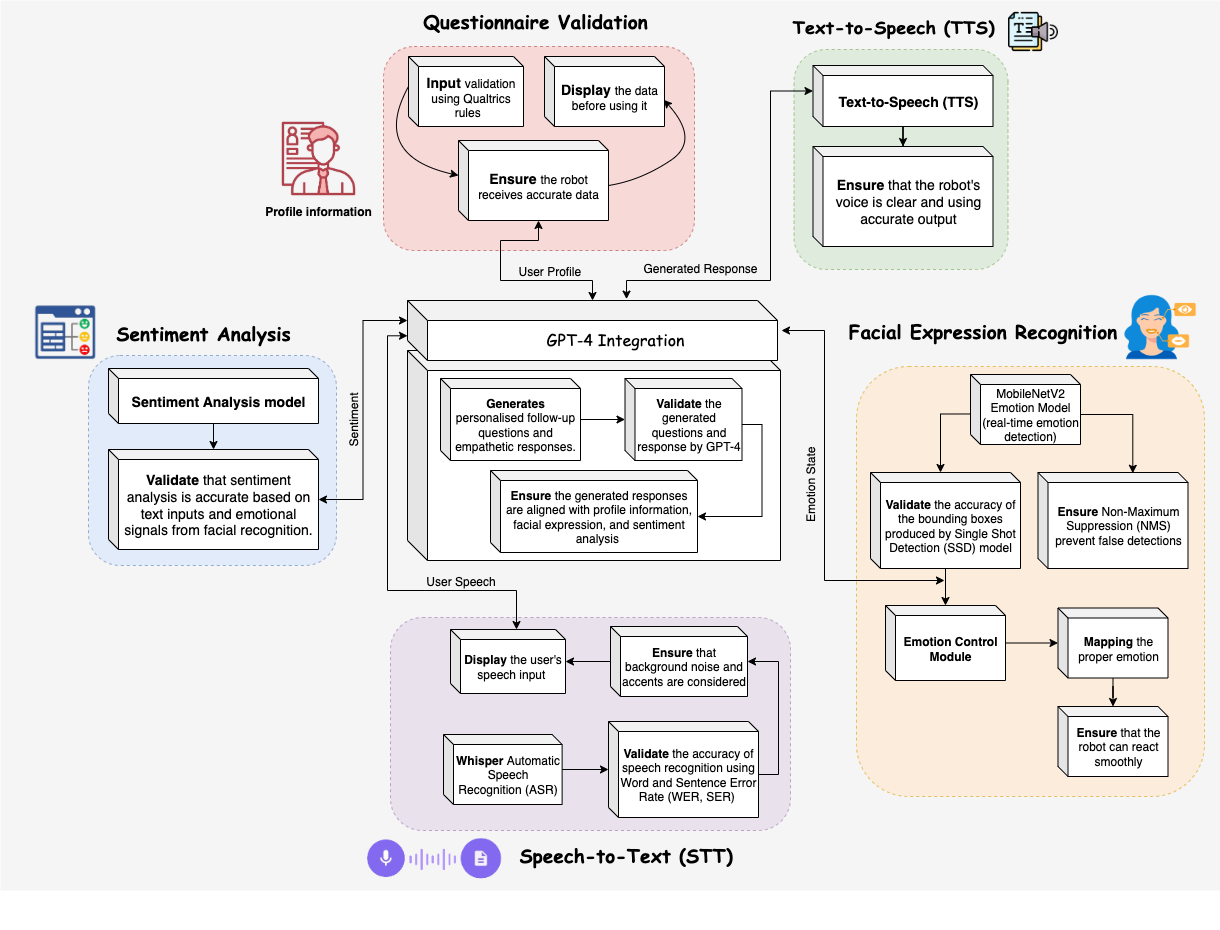 Questionnaire Validation
Input validation
using Qualtrics
rules
Display the data
before using it
Ensure the robot
receives accurate data
Profile information
User Profile
Text-to-Speech (TTS)
Text-to-Speech (TTS)
Ensure that the robot's
voice is clear and using
accurate output
Generated Response
Sentiment Analysis
Sentiment Analysis model
Validate that sentiment
analysis is accurate based on
text inputs and emotional
signals from facial recognition.
Sentiment
GPT-4 Integration
Generates
personalised follow-up
questions and
empathetic responses.
Validate the
generated
questions and
response by GPT-4
Ensure the generated responses
are aligned with profile information,
facial expression, and sentiment
analysis
Emotion State
Facial Expression Recognition
MobileNetV2
Emotion Model
(real-time emotion
detection)
Validate the accuracy of
the bounding boxes
produced by Single Shot
Detection (SSD) model
Ensure Non-Maximum
Suppression (NMS)
prevent false detections
Emotion Control
Module
Mapping the
proper emotion
Ensure that the
robot can react
smoothly
User Speech
Display the user's
speech input
Ensure that
background noise and
accents are considered
Whisper Automatic
Speech
Recognition (ASR)
Validate the accuracy of
speech recognition using
Word and Sentence Error
Rate (WER, SER)
Speech-to-Text (STT)